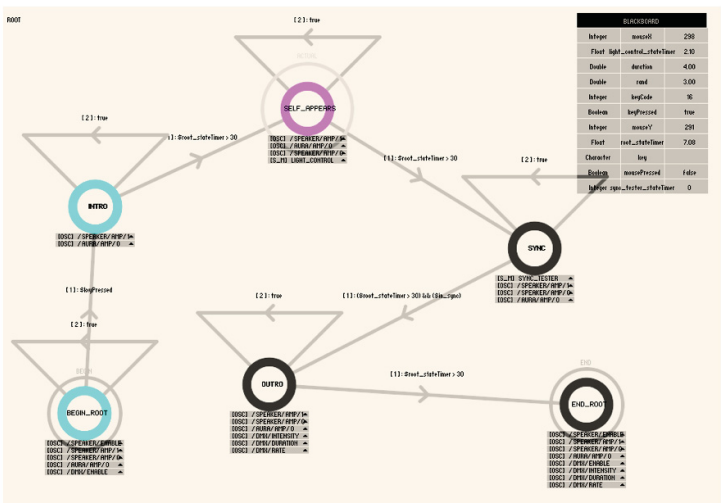 ROOT
BLACKBOARD
Integer mouseX 298
Float light_control_stateTimer 2.10
Double duration 4.00
Double rand 3.00
Integer keyCode 16
Boolean keyPressed true
Integer mouseY 291
Float root_stateTimer 7.08
Character key
Boolean mousePressed false
Integer sync_tester_stateTimer 0
[2]: true
ACTUAL
SELF_APPEARS
[OSC] /SPEAKER/AMP/1
[OSC] /SPEAKER/AMP/0
[S_M] LIGHT_CONTROL
[2]: true
: $root_stateTimer > 30
INTRO
[OSC] /SPEAKER/AMP/1
[OSC] /AURA/AMP/0
[1]: $root_stateTimer > 30
[2]: true
SYNC
[S_M] SYNC_TESTER
[OSC] /SPEAKER/AMP/1
[OSC] /SPEAKER/AMP/0
[OSC] /AURA/AMP/0
[1]: $keyPressed
[2]: true
BEGIN
BEGIN_ROOT
[OSC] /SPEAKER/ENABLE
[OSC] /SPEAKER/AMP/1
[OSC] /SPEAKER/AMP/0
[OSC] /AURA/AMP/0
[OSC] /DMX/ENABLE
[2]: true
[1]: ($root_stateTimer > 30) && ($in_sync)
OUTRO
[OSC] /SPEAKER/AMP/1
[OSC] /SPEAKER/AMP/0
[OSC] /AURA/AMP/0
[OSC] /DMX/INTENSITY
[OSC] /DMX/DURATION
[OSC] /DMX/RATE
[1]: $root_stateTimer > 30
END
END_ROOT
[OSC] /SPEAKER/ENABLE
[OSC] /SPEAKER/AMP/1
[OSC] /SPEAKER/AMP/0
[OSC] /AURA/AMP/0
[OSC] /DMX/ENABLE
[OSC] /DMX/INTENSITY
[OSC] /DMX/DURATION
[OSC] /DMX/RATE